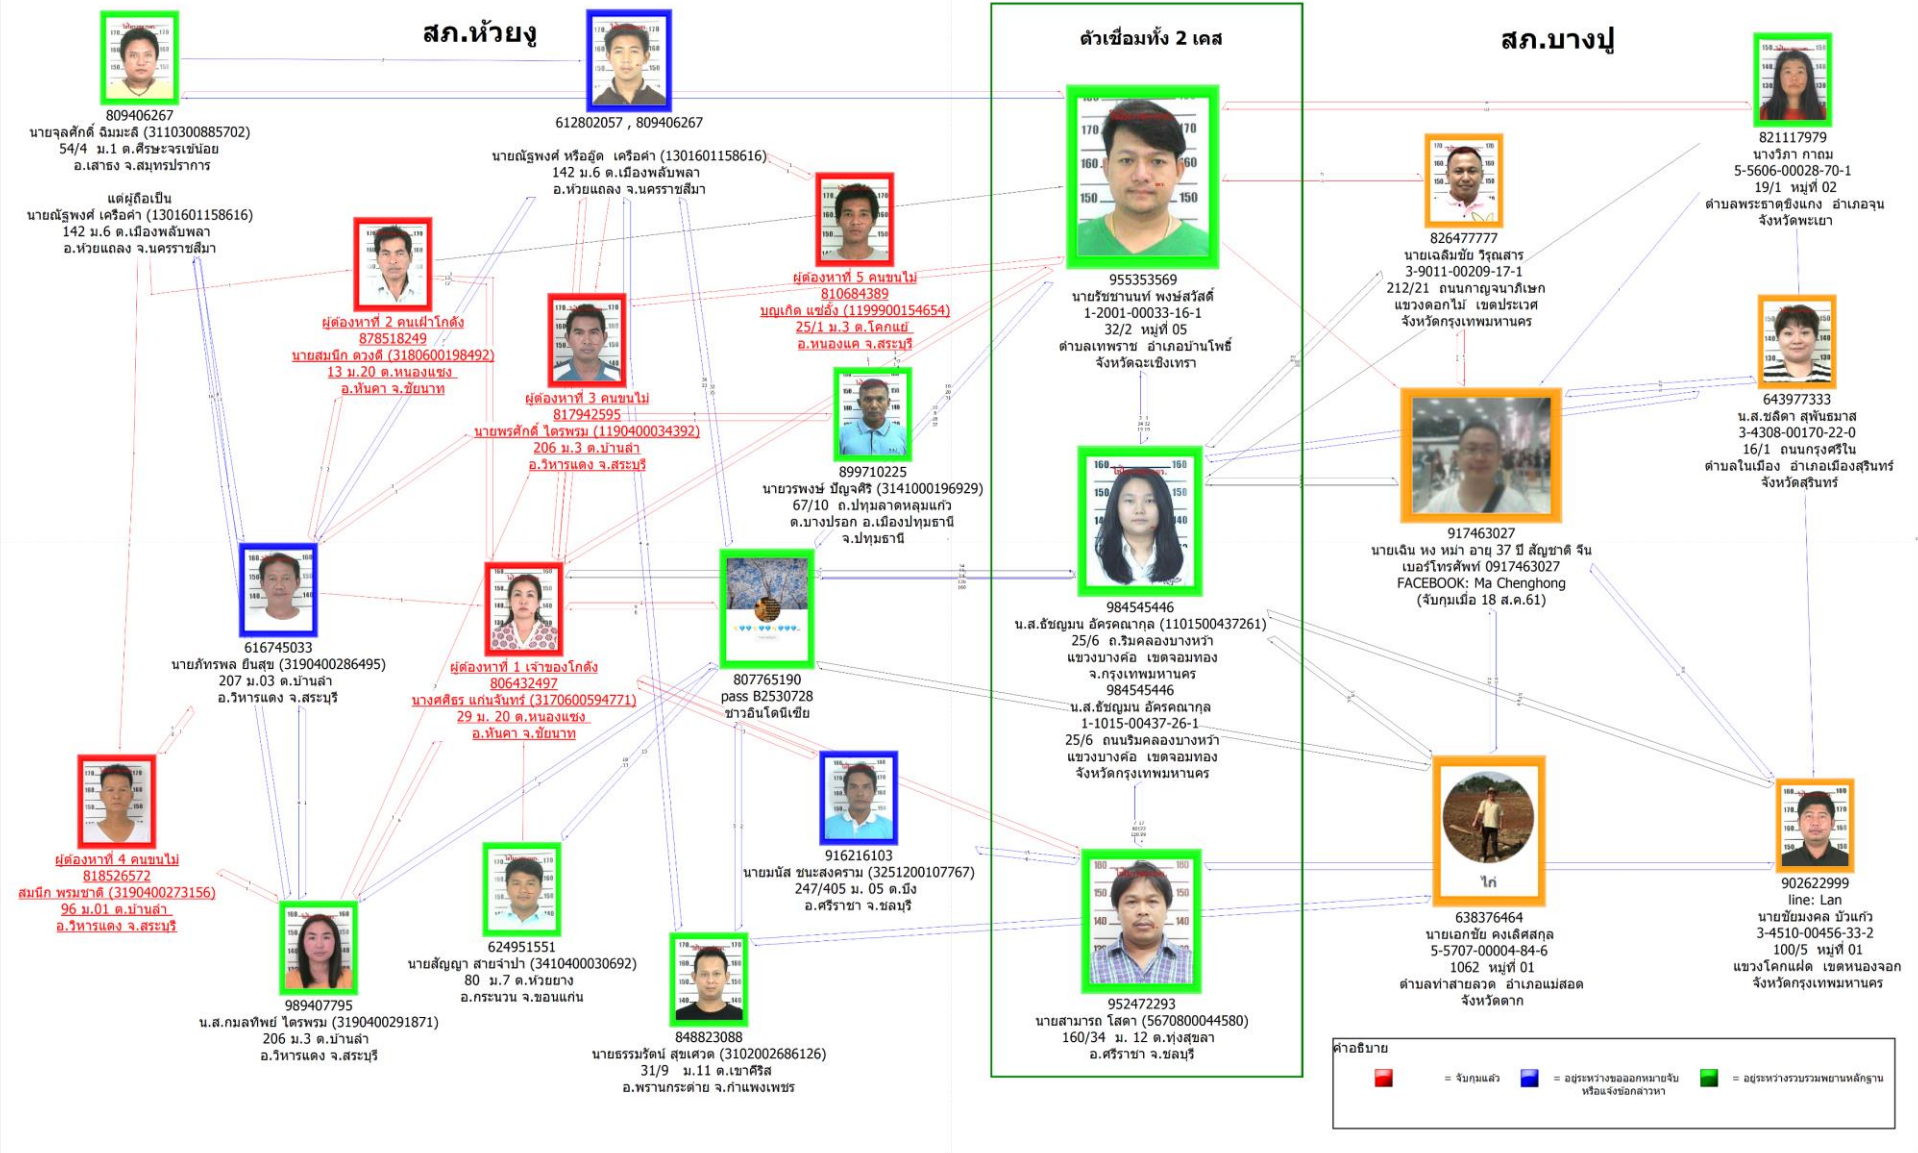 สภ.ห้วยงู
ตัวเชื่อมทั้ง 2 เคส
สภ.บางปู
809406267
นายจุลศักดิ์ ฉิมมะลิ (3110300885702)
54/4 ม.1 ต.ศีรษะจรเข้น้อย
อ.เสาธง จ.สมุทรปราการ
แต่ผู้ถือเป็น
นายณัฐพงศ์ เครือคำ (1301601158616)
142 ม.6 ต.เมืองพลับพลา
อ.ห้วยแถลง จ.นครราชสีมา
612802057 , 809406267
นายณัฐพงศ์ หรืออู๊ด เครือคำ (1301601158616)
142 ม.6 ต.เมืองพลับพลา
อ.ห้วยแถลง จ.นครราชสีมา
ผู้ต้องหาที่ 5 คนขนไม่
810684389
บุญเกิด แซ่อึ้ง (1199900154654)
25/1 ม.3 ต.โคกแย้
อ.หนองแค จ.สระบุรี
ผู้ต้องหาที่ 2 คนเฝ้าโกดัง
878518249
นายสมนึก ดวงดี (3180600198492)
13 ม.20 ต.หนองแซง
อ.หันคา จ.ชัยนาท
ผู้ต้องหาที่ 3 คนขนไม่
817942595
นายพรศักดิ์ ไตรพรม (1190400034392)
206 ม.3 ต.บ้านลำ
อ.วิหารแดง จ.สระบุรี
899710225
นายวรพงษ์ ปัญจศิริ (3141000196929)
67/10 ถ.ปทุมลาดหลุมแก้ว
ต.บางปรอก อ.เมืองปทุมธานี
จ.ปทุมธานี
616745033
นายภัทรพล ยืนสุข (3190400286495)
207 ม.03 ต.บ้านลำ
อ.วิหารแดง จ.สระบุรี
ผู้ต้องหาที่ 1 เจ้าของโกดัง
806432497
นางศศิธร แก่นจันทร์ (3170600594771)
29 ม. 20 ต.หนองแซง
อ.หันคา จ.ชัยนาท
807765190
pass B2530728
ชาวอินโดนีเซีย
ผู้ต้องหาที่ 4 คนขนไม่
818526572
สมนึก พรมชาติ (3190400273156)
96 ม.01 ต.บ้านลำ
อ.วิหารแดง จ.สระบุรี
989407795
น.ส.กมลทิพย์ ไตรพรม (3190400291871)
206 ม.3 ต.บ้านลำ
อ.วิหารแดง จ.สระบุรี
624951551
นายสัญญา สายจำปา (3410400030692)
80 ม.7 ต.ห้วยยาง
อ.กระนวน จ.ขอนแก่น
916216103
นายมนัส ชนะสงคราม (3251200107767)
247/405 ม. 05 ต.บึง
อ.ศรีราชา จ.ชลบุรี
848823088
นายธรรมรัตน์ สุขเศวต (3102002686126)
31/9 ม.11 ต.เขาคีริส
อ.พรานกระต่าย จ.กำแพงเพชร
955353569
นายรัชชานนท์ พงษ์สวัสดิ์
1-2001-00033-16-1
32/2 หมู่ที่ 05
ตำบลเทพราช อำเภอบ้านโพธิ์
จังหวัดฉะเชิงเทรา
984545446
น.ส.ธัชญมน อัครคณากุล (1101500437261)
25/6 ถ.ริมคลองบางหว้า
แขวงบางค้อ เขตจอมทอง
จ.กรุงเทพมหานคร
984545446
น.ส.ธัชญมน อัครคณากุล
1-1015-00437-26-1
25/6 ถนนริมคลองบางหว้า
แขวงบางค้อ เขตจอมทอง
จังหวัดกรุงเทพมหานคร
952472293
นายสามารถ โสดา (5670800044580)
160/34 ม. 12 ต.ทุ่งสุขลา
อ.ศรีราชา จ.ชลบุรี
821117979
นางวิภา กาถม
5-5606-00028-70-1
19/1 หมู่ที่ 02
ตำบลพระธาตุขิงแกง อำเภอจุน
จังหวัดพะเยา
826477777
นายเฉลิมชัย วิรุณสาร
3-9011-00209-17-1
212/21 ถนนกาญจนาภิเษก
แขวงดอกไม้ เขตประเวศ
จังหวัดกรุงเทพมหานคร
643977333
น.ส.ชลิดา สุพันธมาส
3-4308-00170-22-0
16/1 ถนนกรุงศรีใน
ตำบลในเมือง อำเภอเมืองสุรินทร์
จังหวัดสุรินทร์
917463027
นายเฉิน หง หม่า อายุ 37 ปี สัญชาติ จีน
เบอร์โทรศัพท์ 0917463027
FACEBOOK: Ma Chenghong
(จับกุมเมื่อ 18 ส.ค.61)
ไก่
638376464
นายเอกชัย คงเลิศสกุล
5-5707-00004-84-6
1062 หมู่ที่ 01
ตำบลท่าสายลวด อำเภอแม่สอด
จังหวัดตาก
902622999
line: Lan
นายชัยมงคล บัวแก้ว
3-4510-00456-33-2
100/5 หมู่ที่ 01
แขวงโคกแฝด เขตหนองจอก
จังหวัดกรุงเทพมหานคร
คำอธิบาย
= จับกุมแล้ว
= อยู่ระหว่างขอออกหมายจับ
หรือแจ้งข้อกล่าวหา
= อยู่ระหว่างรวบรวมพยานหลักฐาน